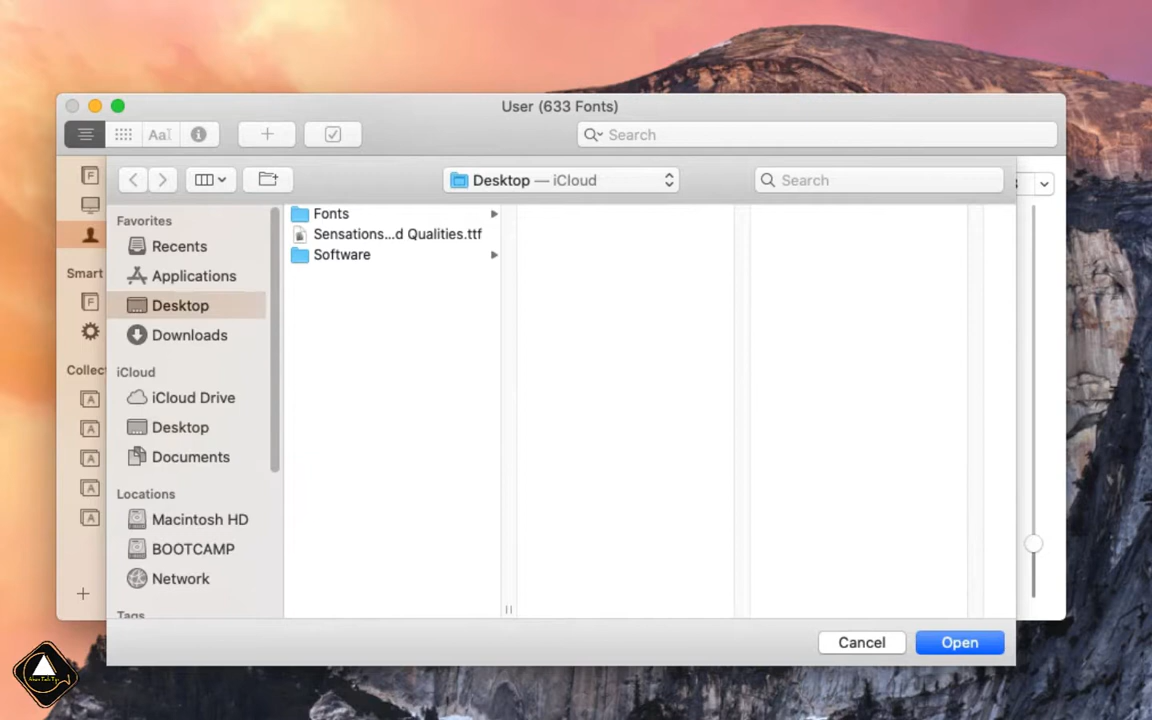 User (633 Fonts)
Search
Desktop — iCloud
Search
Smart
Collec
Favorites
Recents
Applications
Desktop
Downloads
iCloud
iCloud Drive
Desktop
Documents
Locations
Macintosh HD
BOOTCAMP
Network
Tags
Fonts
Sensations...d Qualities.ttf
Software
Cancel
Open